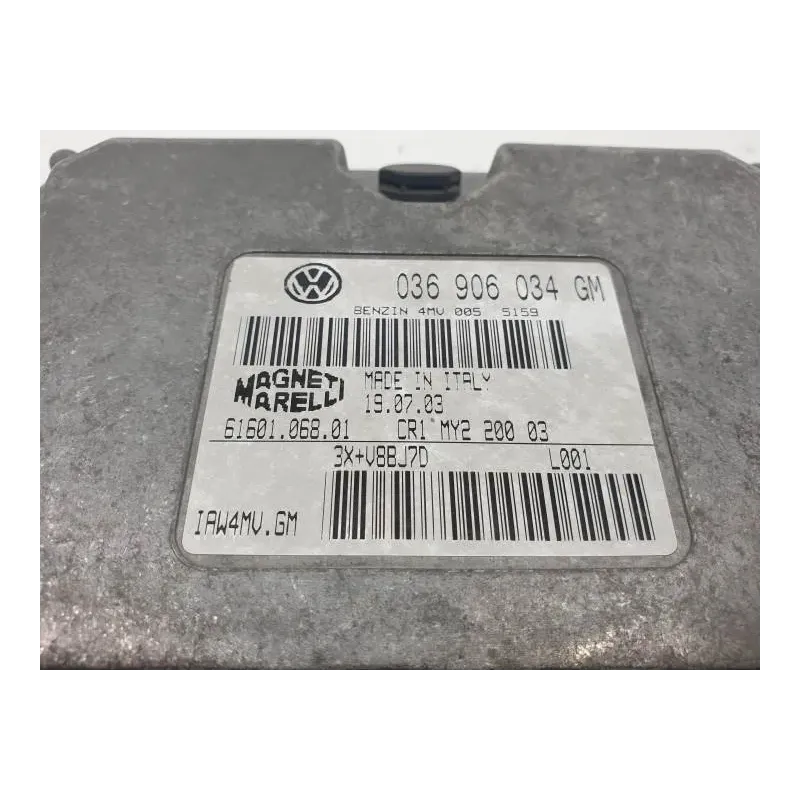 VW 036 906 034 GM
BENZIN 4MV 005 5159
MAGNETI MARELLI
MADE IN ITALY
19.07.03
61601.068.01 CR1*MY2 200 03
3X+V8BJ7D L001
IAW4MV.GM